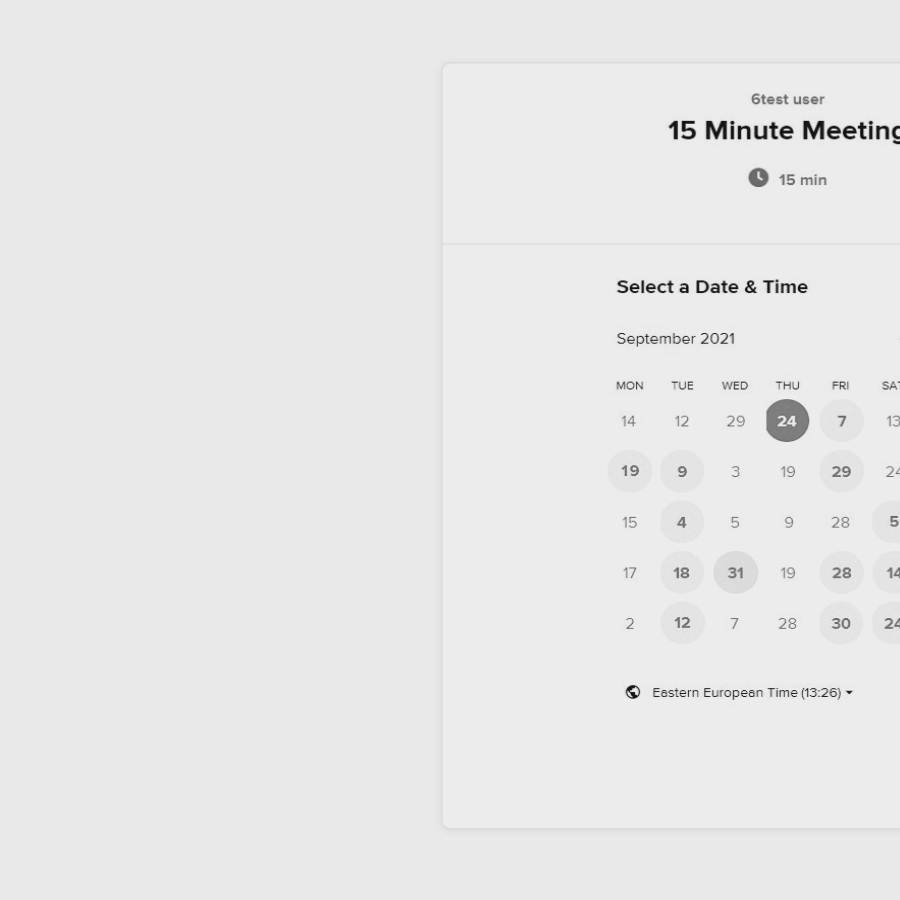 6test user
15 Minute Meeting
15 min
Select a Date & Time
September 2021
MON TUE WED THU FRI SAT
14 12 29 24 7 13
19 9 3 19 29 24
15 4 5 9 28 5
17 18 31 19 28 14
2 12 7 28 30 24
Eastern European Time (13:26)